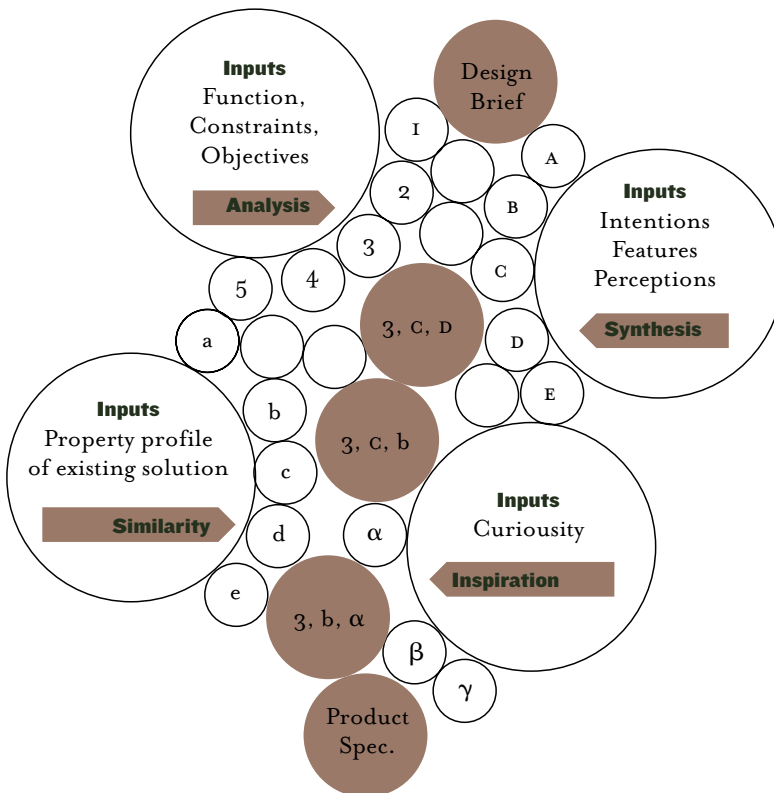 Inputs
Function,
Constraints,
Objectives
Analysis
Design
Brief
1
2
3
4
5
A
B
C
D
E
Inputs
Intentions
Features
Perceptions
Synthesis
3, C, D
a
b
c
d
e
Inputs
Property profile
of existing solution
Similarity
3, C, b
Inputs
Curiousity
Inspiration
α
β
γ
3, b, α
Product
Spec.